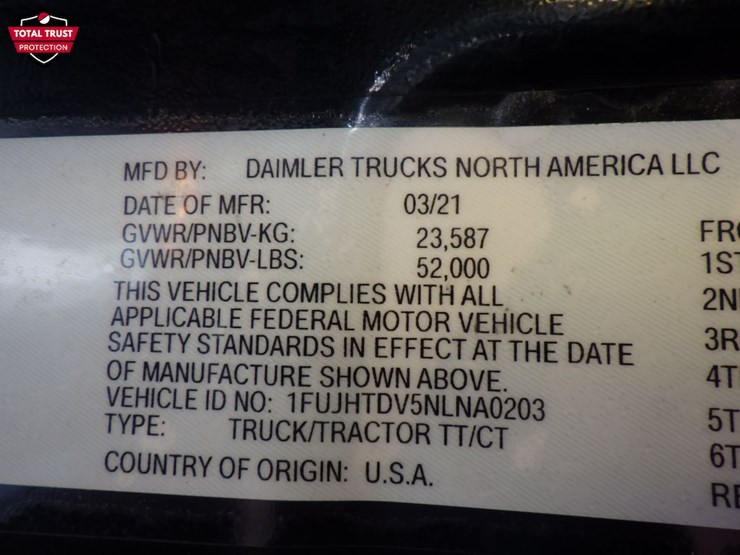 TOTAL TRUST
PROTECTION
MFD BY: DAIMLER TRUCKS NORTH AMERICA LLC
DATE OF MFR: 03/21
GVWR/PNBV-KG: 23,587
GVWR/PNBV-LBS: 52,000
THIS VEHICLE COMPLIES WITH ALL
APPLICABLE FEDERAL MOTOR VEHICLE
SAFETY STANDARDS IN EFFECT AT THE DATE
OF MANUFACTURE SHOWN ABOVE.
VEHICLE ID NO: 1FUJHTDV5NLNA0203
TYPE: TRUCK/TRACTOR TT/CT
COUNTRY OF ORIGIN: U.S.A.